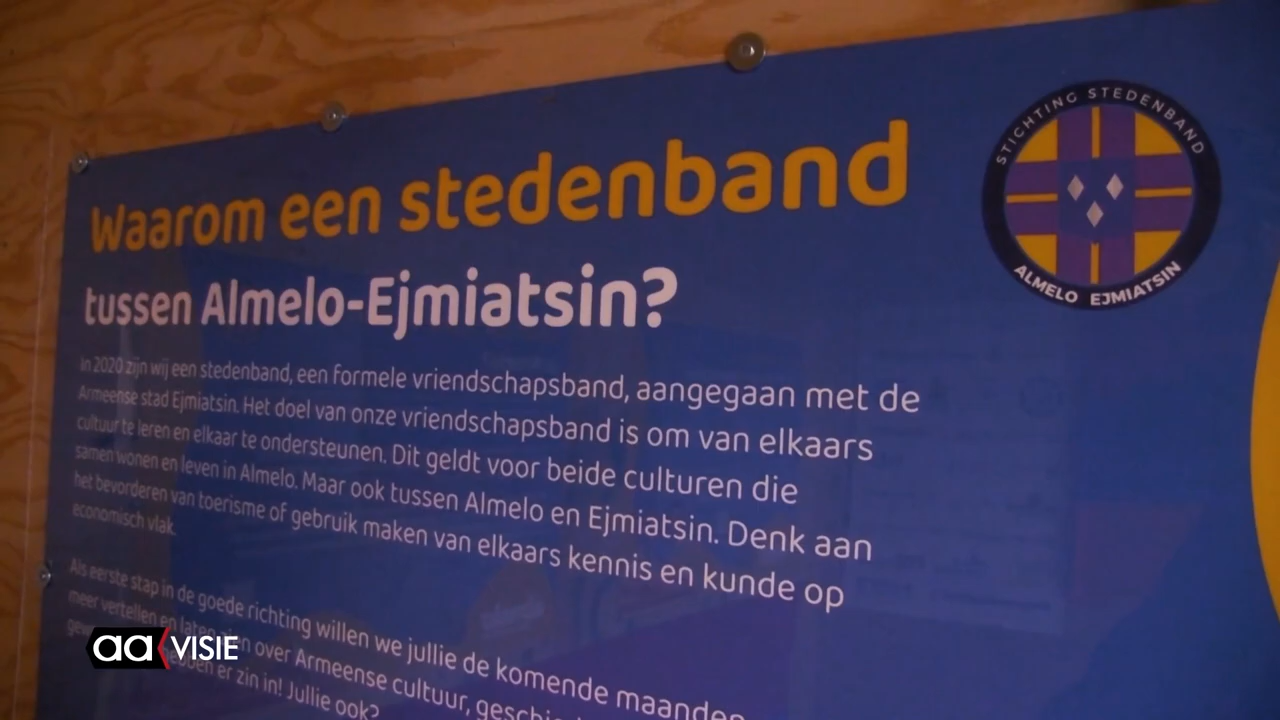 Waarom een stedenband
tussen Almelo-Ejmiatsin?
STICHTING STEDENBAND
ALMELO EJMIATSIN
In 2020 zijn wij een stedenband, een formele vriendschapsband, aangegaan met de
Armeense stad Ejmiatsin. Het doel van onze vriendschapsband is om van elkaars
cultuur te leren en elkaar te ondersteunen. Dit geldt voor beide culturen die
samen wonen en leven in Almelo. Maar ook tussen Almelo en Ejmiatsin. Denk aan
het bevorderen van toerisme of gebruik maken van elkaars kennis en kunde op
economisch vlak.
Als eerste stap in de goede richting willen we jullie de komende maanden
meer vertellen en laten zien over Armeense cultuur,
er zin in! Jullie ook?
aa VISIE